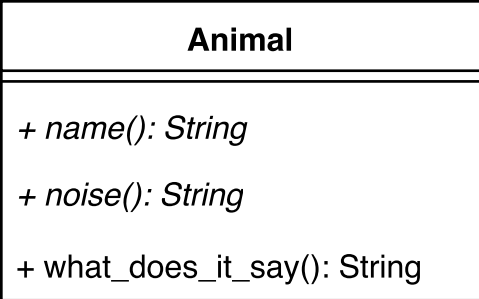 Animal
+ name(): String
+ noise(): String
+ what_does_it_say(): String